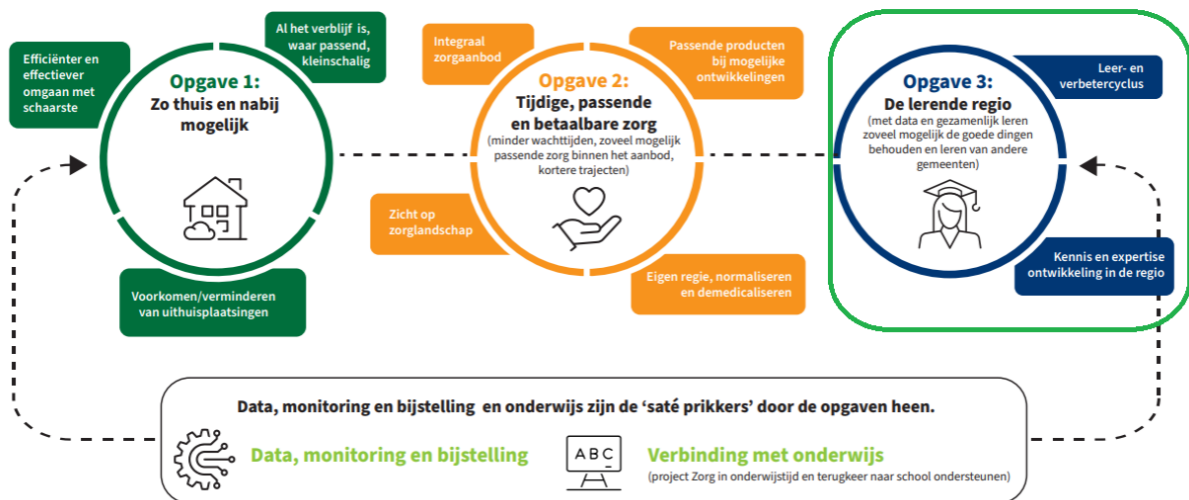 Efficiënter en
effectiever
omgaan met
schaarste
Al het verblijf is,
waar passend,
kleinschalig
Opgave 1:
Zo thuis en nabij
mogelijk
Voorkomen/verminderen
van uithuisplaatsingen
Integraal
zorgaanbod
Passende producten
bij mogelijke
ontwikkelingen
Opgave 2:
Tijdige, passende
en betaalbare zorg
(minder wachttijden, zoveel mogelijk
passende zorg binnen het aanbod,
kortere trajecten)
Zicht op
zorglandschap
Eigen regie, normaliseren
en demedicaliseren
Opgave 3:
De lerende regio
(met data en gezamenlijk leren
zoveel mogelijk de goede dingen
behouden en leren van andere
gemeenten)
Leer- en
verbetercyclus
Kennis en expertise
ontwikkeling in de regio
Data, monitoring en bijstelling en onderwijs zijn de ‘saté prikkers’ door de opgaven heen.
Data, monitoring en bijstelling
ABC
Verbinding met onderwijs
(project Zorg in onderwijstijd en terugkeer naar school ondersteunen)